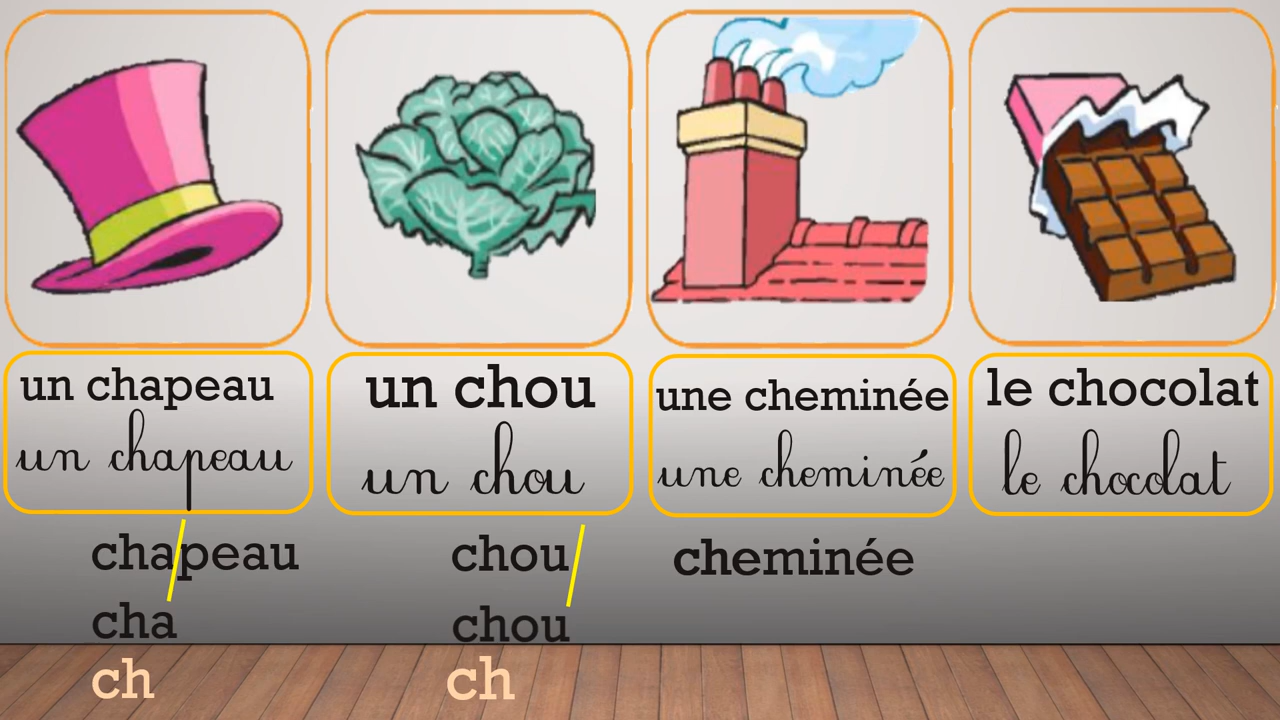 un chapeau
un chapeau
un chou
un chou
une cheminée
une cheminée
le chocolat
le chocolat
chapeau
cha
ch
chou
chou
ch
cheminée